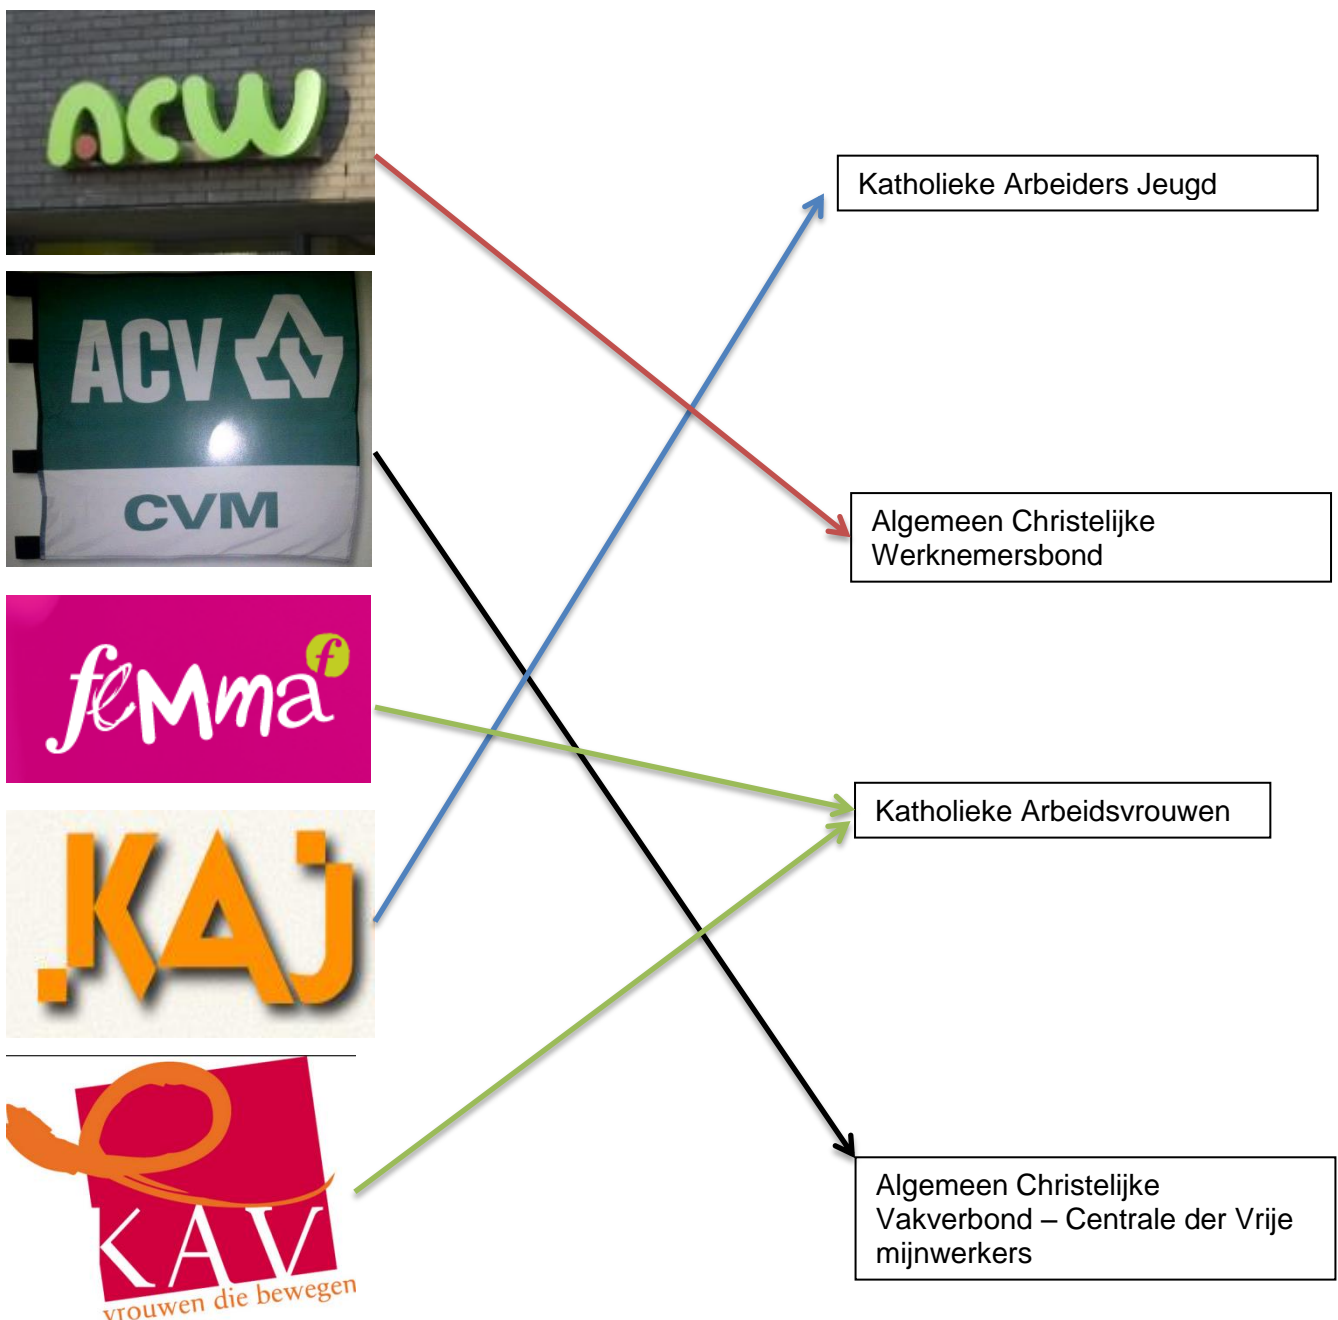 ACW
Katholieke Arbeiders Jeugd
ACV
CVM
Algemeen Christelijke
Werknemersbond
femma f
Katholieke Arbeidsvrouwen
KAJ
KAV
vrouwen die bewegen
Algemeen Christelijke
Vakverbond – Centrale der Vrije
mijnwerkers